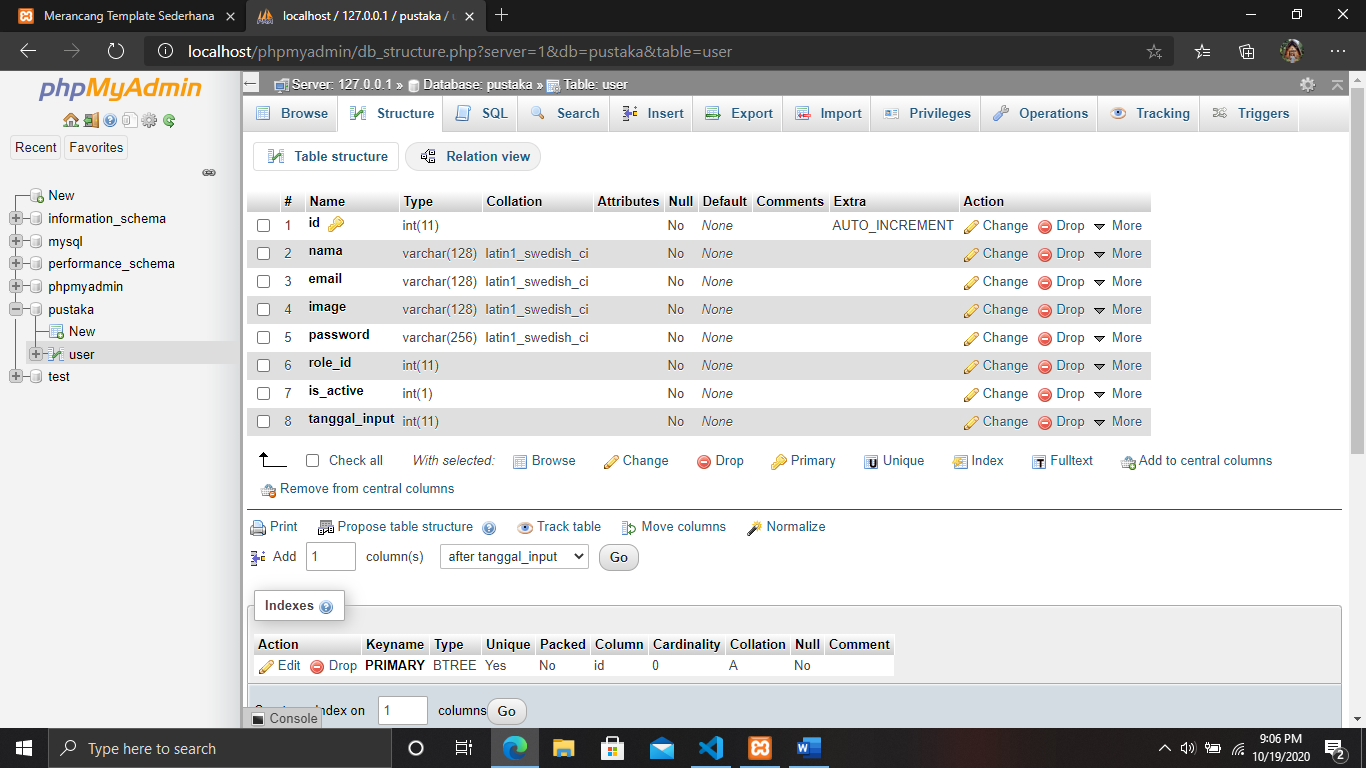 Merancang Template Sederhana
localhost / 127.0.0.1 / pustaka /
localhost/phpmyadmin/db_structure.php?server=1&db=pustaka&table=user
phpMyAdmin
Recent Favorites
New
information_schema
mysql
performance_schema
phpmyadmin
pustaka
New
user
test
Server: 127.0.0.1 » Database: pustaka » Table: user
Browse Structure SQL Search Insert Export Import Privileges Operations Tracking Triggers
Table structure Relation view
# Name Type Collation Attributes Null Default Comments Extra Action
1 id int(11) No None AUTO_INCREMENT Change Drop More
2 nama varchar(128) latin1_swedish_ci No None Change Drop More
3 email varchar(128) latin1_swedish_ci No None Change Drop More
4 image varchar(128) latin1_swedish_ci No None Change Drop More
5 password varchar(256) latin1_swedish_ci No None Change Drop More
6 role_id int(11) No None Change Drop More
7 is_active int(1) No None Change Drop More
8 tanggal_input int(11) No None Change Drop More
Check all With selected: Browse Change Drop Primary Unique Index Fulltext Add to central columns
Remove from central columns
Print Propose table structure Track table Move columns Normalize
Add 1 column(s) after tanggal_input Go
Indexes
Action Keyname Type Unique Packed Column Cardinality Collation Null Comment
Edit Drop PRIMARY BTREE Yes No id 0 A No
index on 1 columns Go
Console
Type here to search
9:06 PM
10/19/2020
2